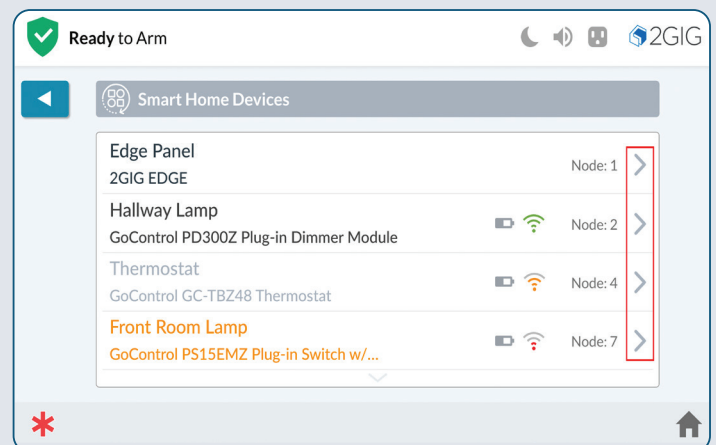 Ready to Arm
2GIG
Smart Home Devices
Edge Panel
2GIG EDGE
Node: 1
Hallway Lamp
GoControl PD300Z Plug-in Dimmer Module
Node: 2
Thermostat
GoControl GC-TBZ48 Thermostat
Node: 4
Front Room Lamp
GoControl PS15EMZ Plug-in Switch w/...
Node: 7